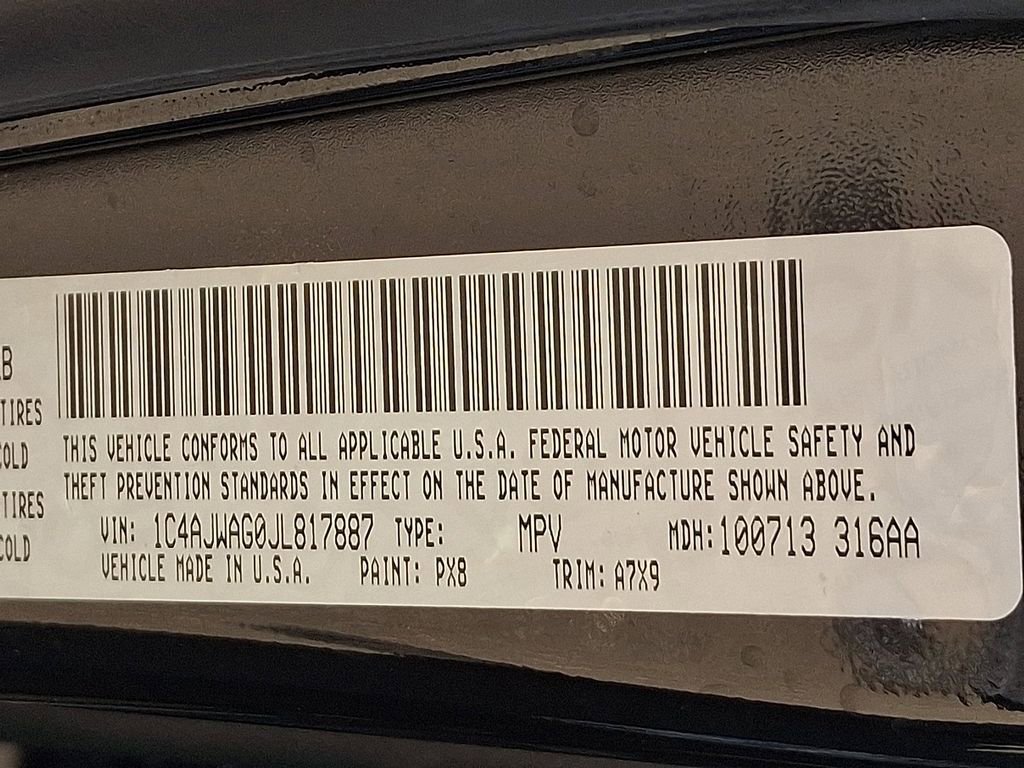 B
TIRES
COLD
TIRES
COLD
THIS VEHICLE CONFORMS TO ALL APPLICABLE U.S.A. FEDERAL MOTOR VEHICLE SAFETY AND
THEFT PREVENTION STANDARDS IN EFFECT ON THE DATE OF MANUFACTURE SHOWN ABOVE.
VIN: 1C4AJWAG0JL817887 TYPE: MPV MDH: 100713 316AA
VEHICLE MADE IN U.S.A. PAINT: PX8 TRIM: A7X9